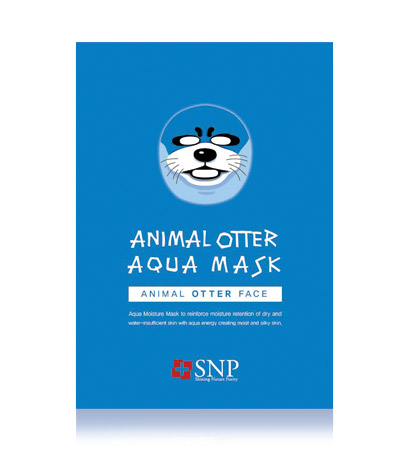 ANIMAL OTTER
AQUA MASK
ANIMAL OTTER FACE
Aqua Moisture Mask to reinforce moisture retention of dry and
water-insufficient skin with aqua energy creating moist and silky skin.
SNP
Shining Nature Purity